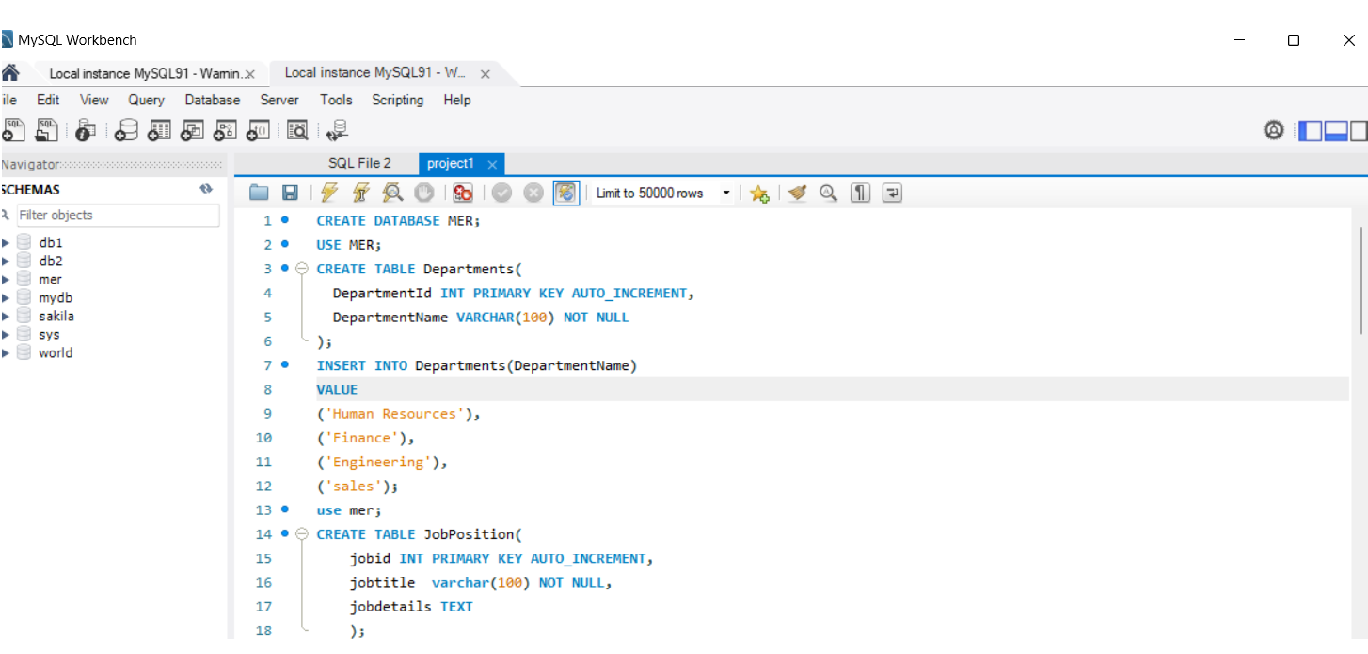 MySQL Workbench
Local instance MySQL91 - Warnin.. x Local instance MySQL91 - W... x
ile Edit View Query Database Server Tools Scripting Help
Navigator
SQL File 2 project1 x
SCHEMAS
Limit to 50000 rows
Filter objects
db1
db2
mer
mydb
sakila
sys
world
1 CREATE DATABASE MER;
2 USE MER;
3 CREATE TABLE Departments(
4 DepartmentId INT PRIMARY KEY AUTO_INCREMENT,
5 DepartmentName VARCHAR(100) NOT NULL
6 );
7 INSERT INTO Departments(DepartmentName)
8 VALUE
9 ('Human Resources'),
10 ('Finance'),
11 ('Engineering'),
12 ('sales');
13 use mer;
14 CREATE TABLE JobPosition(
15 jobid INT PRIMARY KEY AUTO_INCREMENT,
16 jobtitle varchar(100) NOT NULL,
17 jobdetails TEXT
18 );